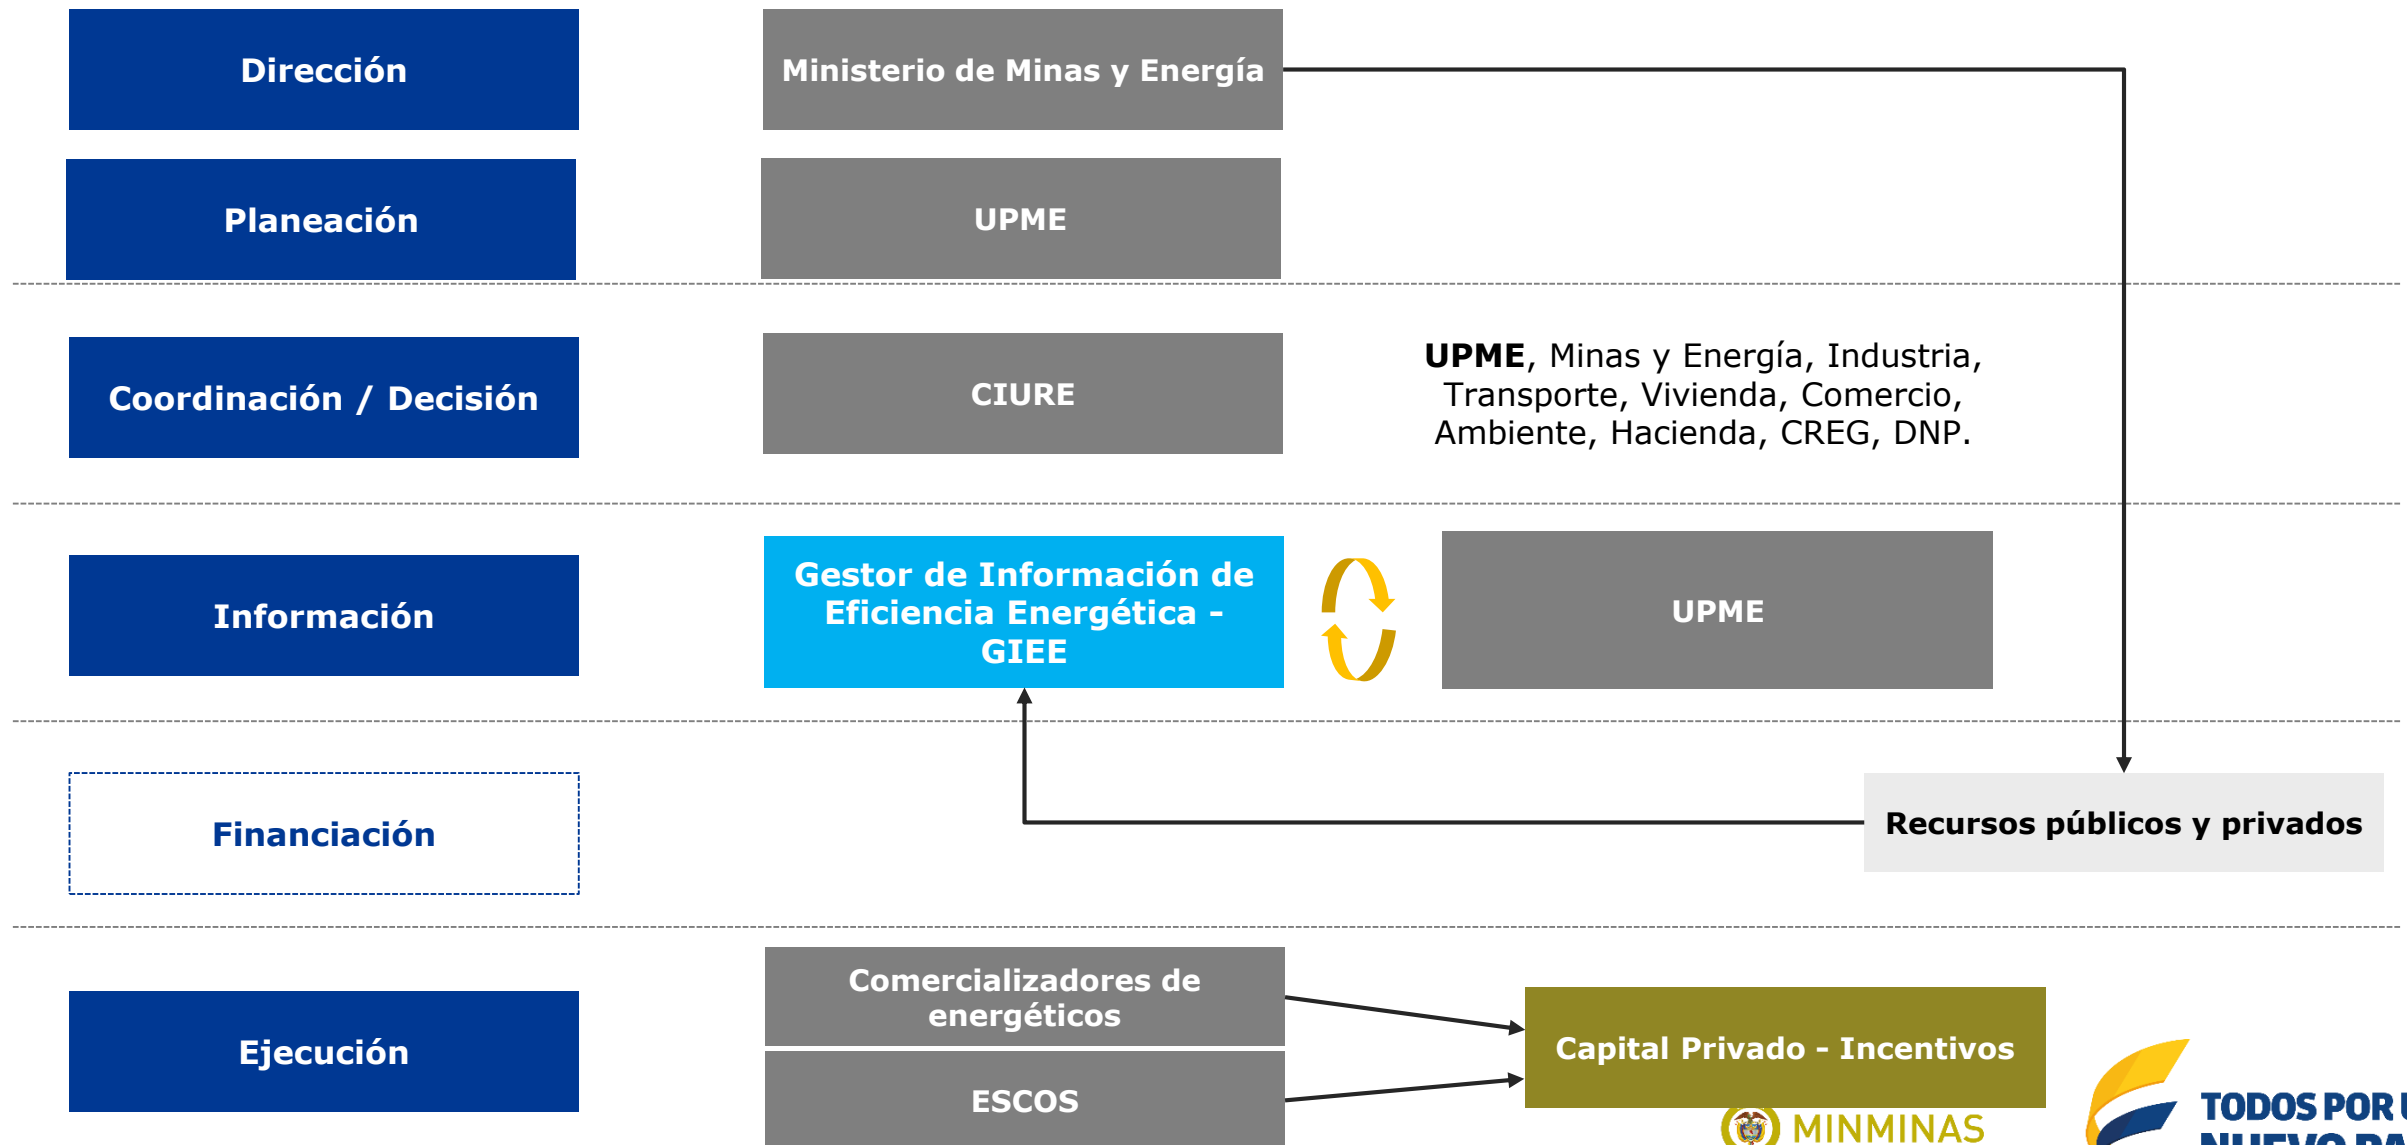 Dirección
Ministerio de Minas y Energía
Planeación
UPME
Coordinación / Decisión
CIURE
UPME, Minas y Energía, Industria,
Transporte, Vivienda, Comercio,
Ambiente, Hacienda, CREG, DNP.
Información
Gestor de Información de
Eficiencia Energética -
GIEE
UPME
Financiación
Recursos públicos y privados
Ejecución
Comercializadores de
energéticos
ESCOS
Capital Privado - Incentivos
MINMINAS
TODOS POR